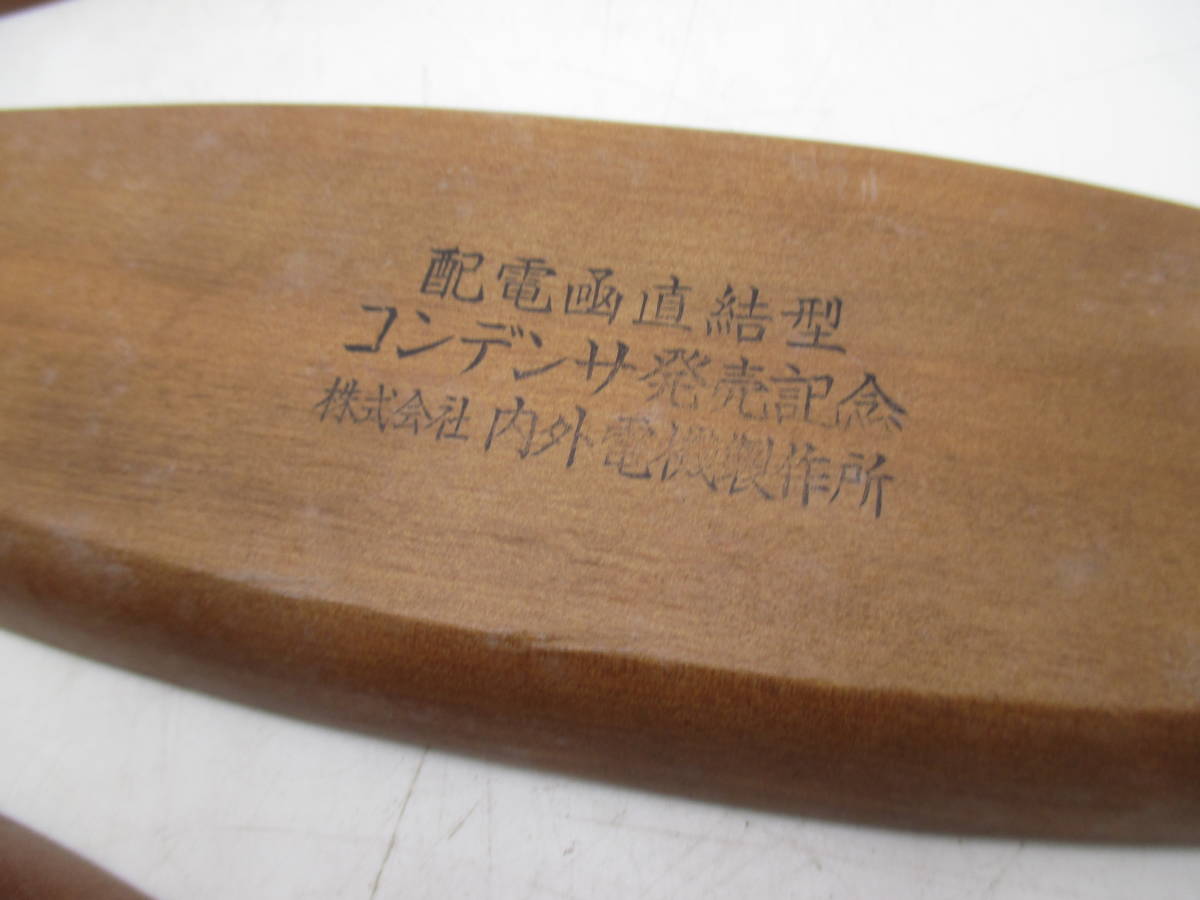 配電函直結型
コンデンサ発売記念
株式会社 内外電機製作所